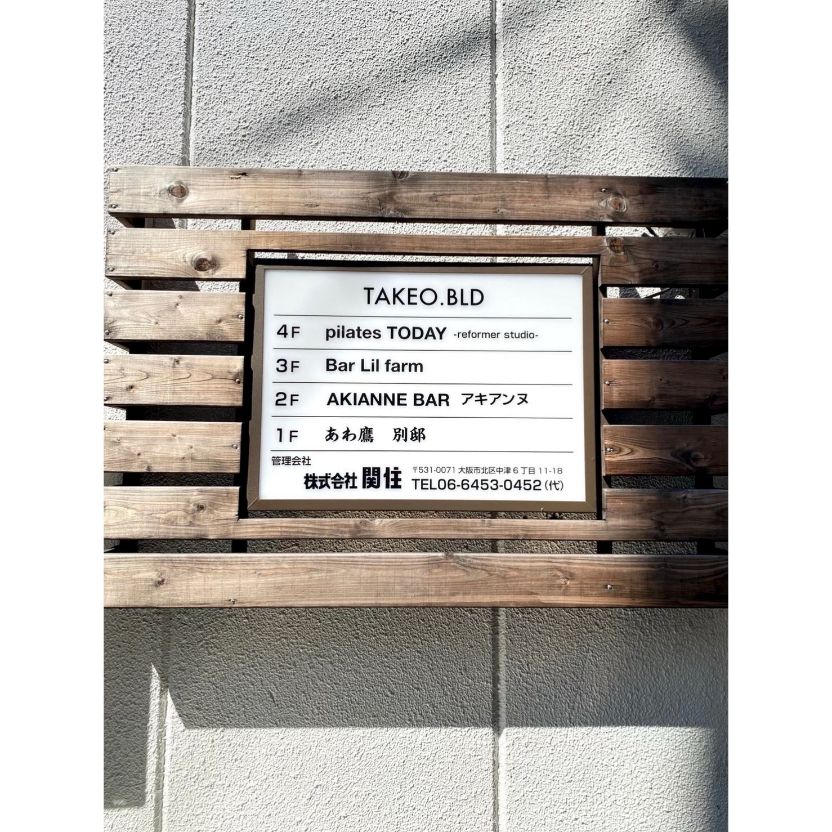 TAKEO.BLD
4F pilates TODAY -reformer studio-
3F Bar Lil farm
2F AKIANNE BAR アキアンヌ
1F あわ鷹 別邸
管理会社
株式会社 関住 〒531-0071 大阪市北区中津6丁目11-18
TEL06-6453-0452(代)